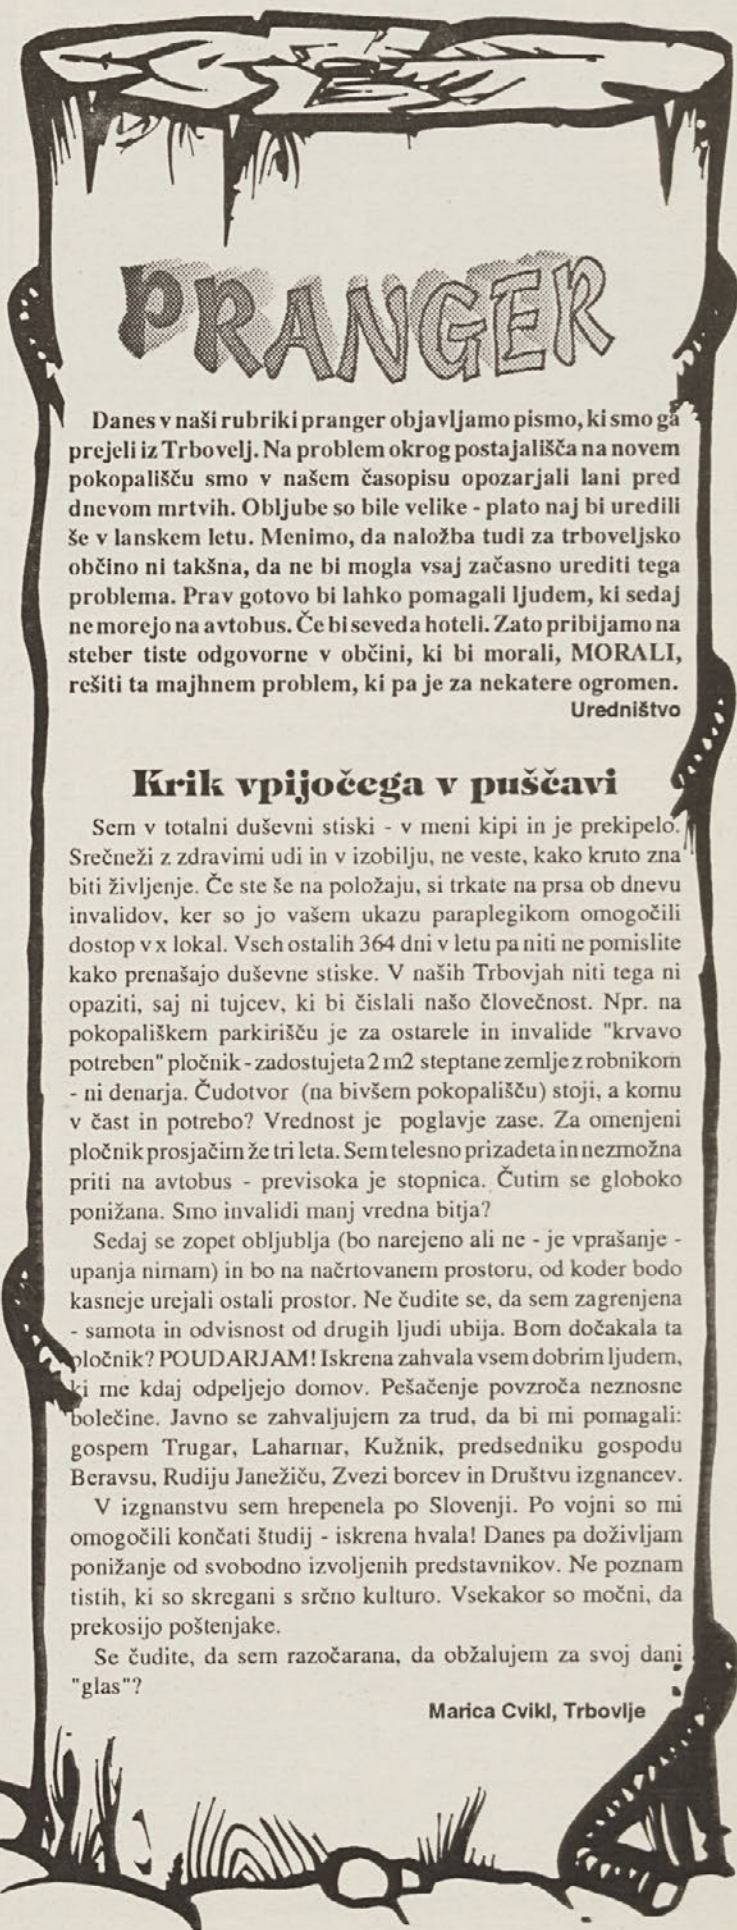 PRANGER
Danes v naši rubriki pranger objavljamo pismo, ki smo ga
prejeli iz Trbovelj. Na problem okrog postajališča na novem
pokopališču smo v našem časopisu opozarjali lani pred
dnevom mrtvih. Obljube so bile velike - plato naj bi uredili
še v lanskem letu. Menimo, da naložba tudi za trboveljsko
občino ni takšna, da ne bi mogla vsaj začasno urediti tega
problema. Prav gotovo bi lahko pomagali ljudem, ki sedaj
ne morejo na avtobus. Če bi seveda hoteli. Zato pribijamo na
steber tiste odgovorne v občini, ki bi morali, MORALI,
rešiti ta majhnem problem, ki pa je za nekatere ogromen.
Uredništvo
Krik vpijočega v puščavi
Sem v totalni duševni stiski - v meni kipi in je prekipelo.
Srečneži z zdravimi udi in v izobilju, ne veste, kako kruto zna
biti življenje. Če ste še na položaju, si trkate na prsa ob dnevu
invalidov, ker so jo vašem ukazu paraplegikom omogočili
dostop v x lokal. Vseh ostalih 364 dni v letu pa niti ne pomislite
kako prenašajo duševne stiske. V naših Trbovjah niti tega ni
opaziti, saj ni tujcev, ki bi čislali našo človečnost. Npr. na
pokopališkem parkirišču je za ostarele in invalide "krvavo
potreben" pločnik - zadostujeta 2 m2 steptane zemlje z robnikom
- ni denarja. Čudotvor (na bivšem pokopališču) stoji, a komu
v čast in potrebo? Vrednost je poglavje zase. Za omenjeni
pločnik prosjačim že tri leta. Sem telesno prizadeta in nezmožna
priti na avtobus - previsoka je stopnica. Čutim se globoko
ponižana. Smo invalidi manj vredna bitja?
Sedaj se zopet obljublja (bo narejeno ali ne - je vprašanje -
upanja nimam) in bo na načrtovanem prostoru, od koder bodo
kasneje urejali ostali prostor. Ne čudite se, da sem zagrenjena
- samota in odvisnost od drugih ljudi ubija. Bom dočakala ta
pločnik? POUDARJAM! Iskrena zahvala vsem dobrim ljudem,
ki me kdaj odpeljejo domov. Pešačenje povzroča neznosne
bolečine. Javno se zahvaljujem za trud, da bi mi pomagali:
gospem Trugar, Laharnar, Kužnik, predsedniku gospodu
Beravsu, Rudiju Janežiču, Zvezi borcev in Društvu izgnancev.
V izgnanstvu sem hrepenela po Slovenji. Po vojni so mi
omogočili končati študij - iskrena hvala! Danes pa doživljam
ponižanje od svobodno izvoljenih predstavnikov. Ne poznam
tistih, ki so skregani s srčno kulturo. Vsekakor so močni, da
prekosijo poštenjake.
Se čudite, da sem razočarana, da obžalujem za svoj dani
"glas"?
Marica Cvikl, Trbovlje